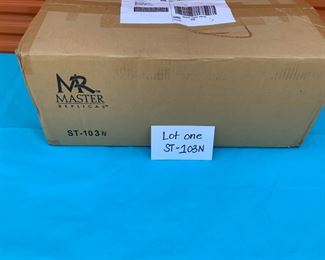 MR
MASTER
REPLICAS
ST-103N
Lot one
ST-103N